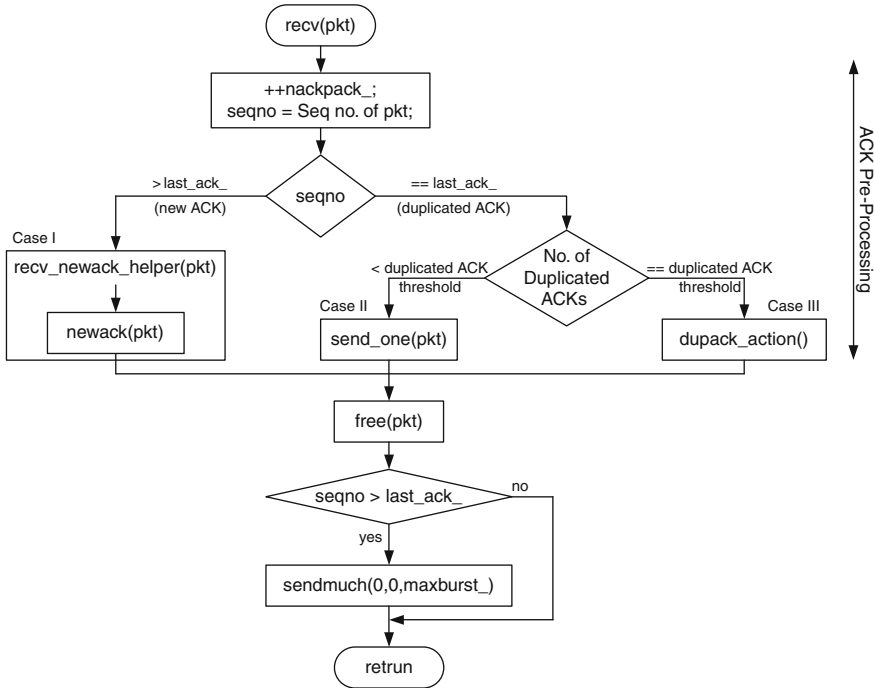 recv(pkt)
++nackpack_;
seqno = Seq no. of pkt;
> last_ack_
(new ACK)
seqno
== last_ack_
(duplicated ACK)
Case I
recv_newack_helper(pkt)
newack(pkt)
No. of
Duplicated
ACKs
< duplicated ACK
threshold
== duplicated ACK
threshold
Case II
send_one(pkt)
Case III
dupack_action()
ACK Pre-Processing
free(pkt)
seqno > last_ack_
no
yes
sendmuch(0,0,maxburst_)
retrun